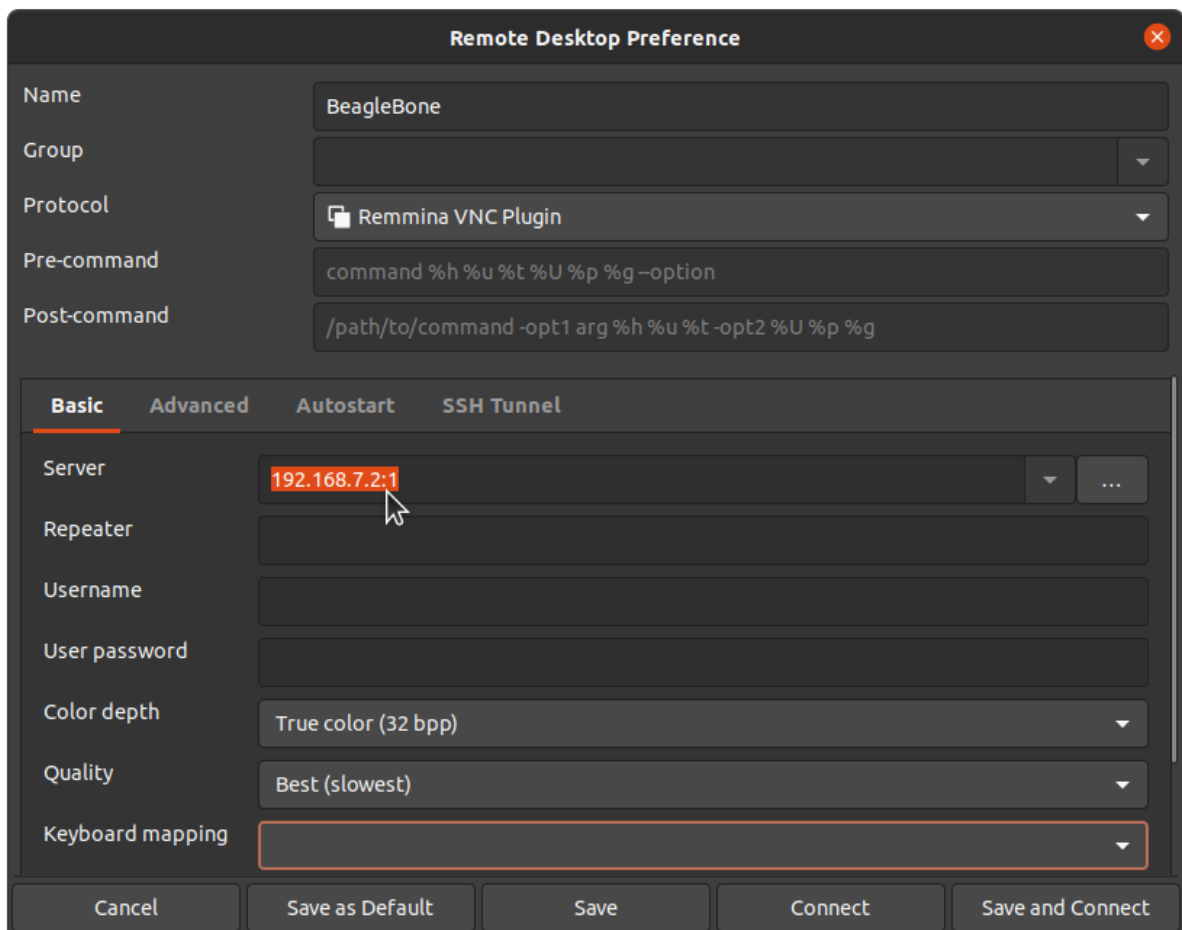 Remote Desktop Preference
Name
BeagleBone
Group
Protocol
Remmina VNC Plugin
Pre-command
command %h %u %t %U %p %g --option
Post-command
/path/to/command -opt1 arg %h %u %t -opt2 %U %p %g
Basic Advanced Autostart SSH Tunnel
Server
192.168.7.2:1
...
Repeater
Username
User password
Color depth
True color (32 bpp)
Quality
Best (slowest)
Keyboard mapping
Cancel Save as Default Save Connect Save and Connect